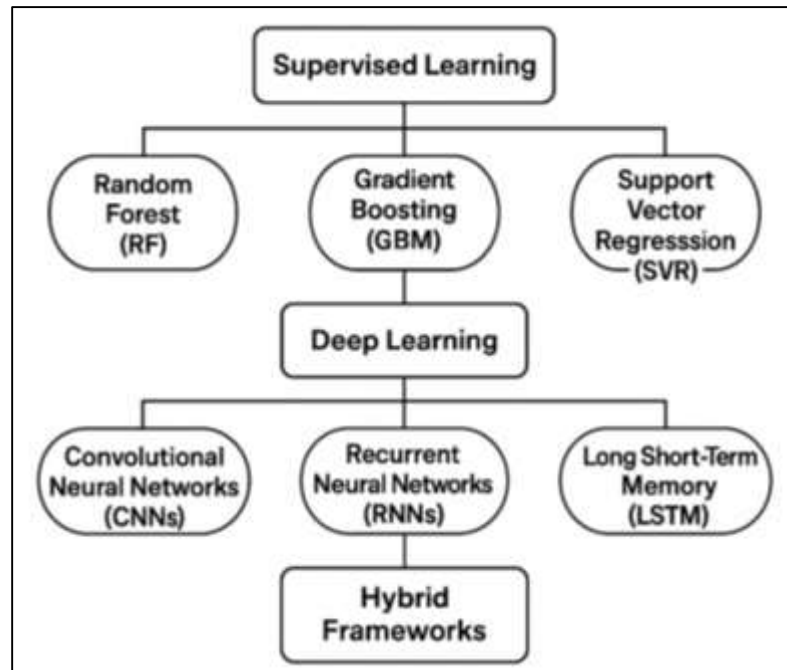 Supervised Learning
Random
Forest
(RF)
Gradient
Boosting
(GBM)
Support
Vector
Regresssion
(SVR)
Deep Learning
Convolutional
Neural Networks
(CNNs)
Recurrent
Neural Networks
(RNNs)
Long Short-Term
Memory
(LSTM)
Hybrid
Frameworks